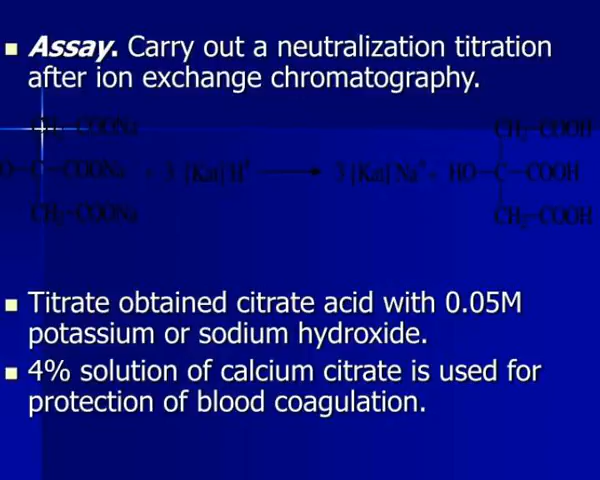 Assay. Carry out a neutralization titration
after ion exchange chromatography.
CH2–COONa CH2–COOH
O–C–COONa + 3 [Kat] H+ → 3 [Kat] Na+ + HO–C–COOH
CH2–COONa CH2–COOH
Titrate obtained citrate acid with 0.05M
potassium or sodium hydroxide.
4% solution of calcium citrate is used for
protection of blood coagulation.